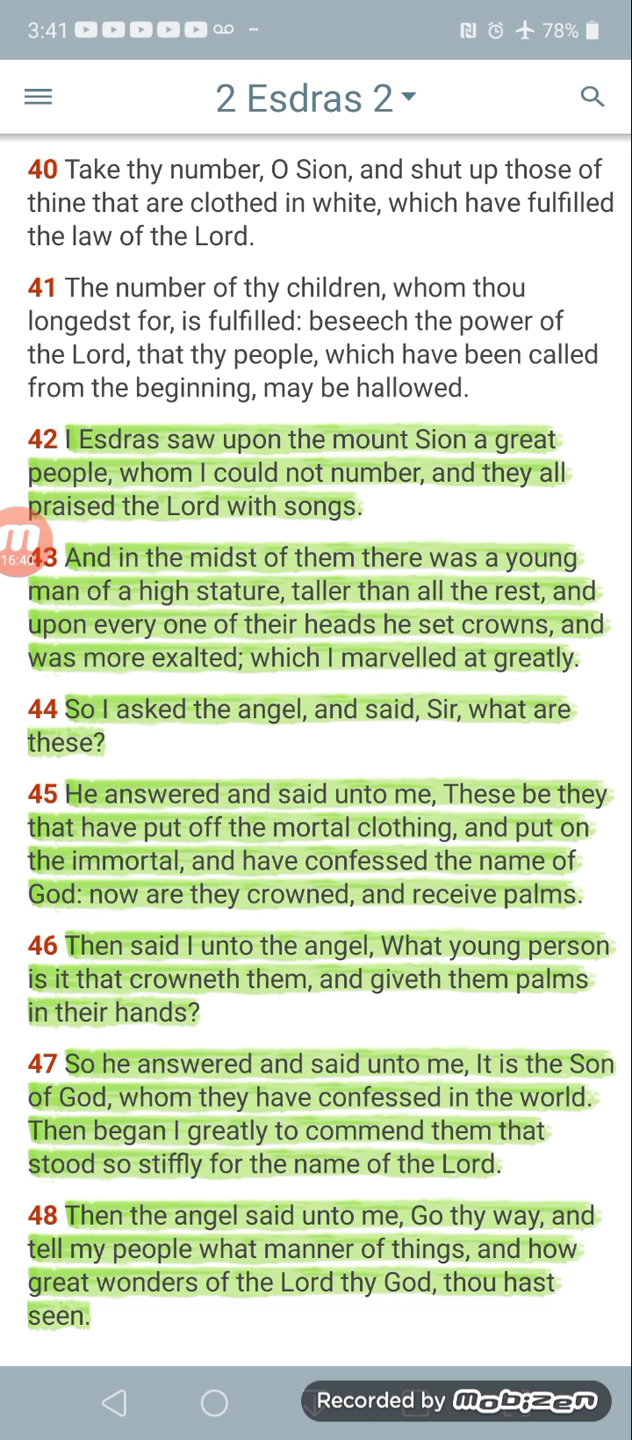 3:41
78%
2 Esdras 2
40 Take thy number, O Sion, and shut up those of
thine that are clothed in white, which have fulfilled
the law of the Lord.
41 The number of thy children, whom thou
longedst for, is fulfilled: beseech the power of
the Lord, that thy people, which have been called
from the beginning, may be hallowed.
42 I Esdras saw upon the mount Sion a great
people, whom I could not number, and they all
praised the Lord with songs.
43 And in the midst of them there was a young
man of a high stature, taller than all the rest, and
upon every one of their heads he set crowns, and
was more exalted; which I marvelled at greatly.
16:40
44 So I asked the angel, and said, Sir, what are
these?
45 He answered and said unto me, These be they
that have put off the mortal clothing, and put on
the immortal, and have confessed the name of
God: now are they crowned, and receive palms.
46 Then said I unto the angel, What young person
is it that crowneth them, and giveth them palms
in their hands?
47 So he answered and said unto me, It is the Son
of God, whom they have confessed in the world.
Then began I greatly to commend them that
stood so stiffly for the name of the Lord.
48 Then the angel said unto me, Go thy way, and
tell my people what manner of things, and how
great wonders of the Lord thy God, thou hast
seen.
Recorded by mobizen